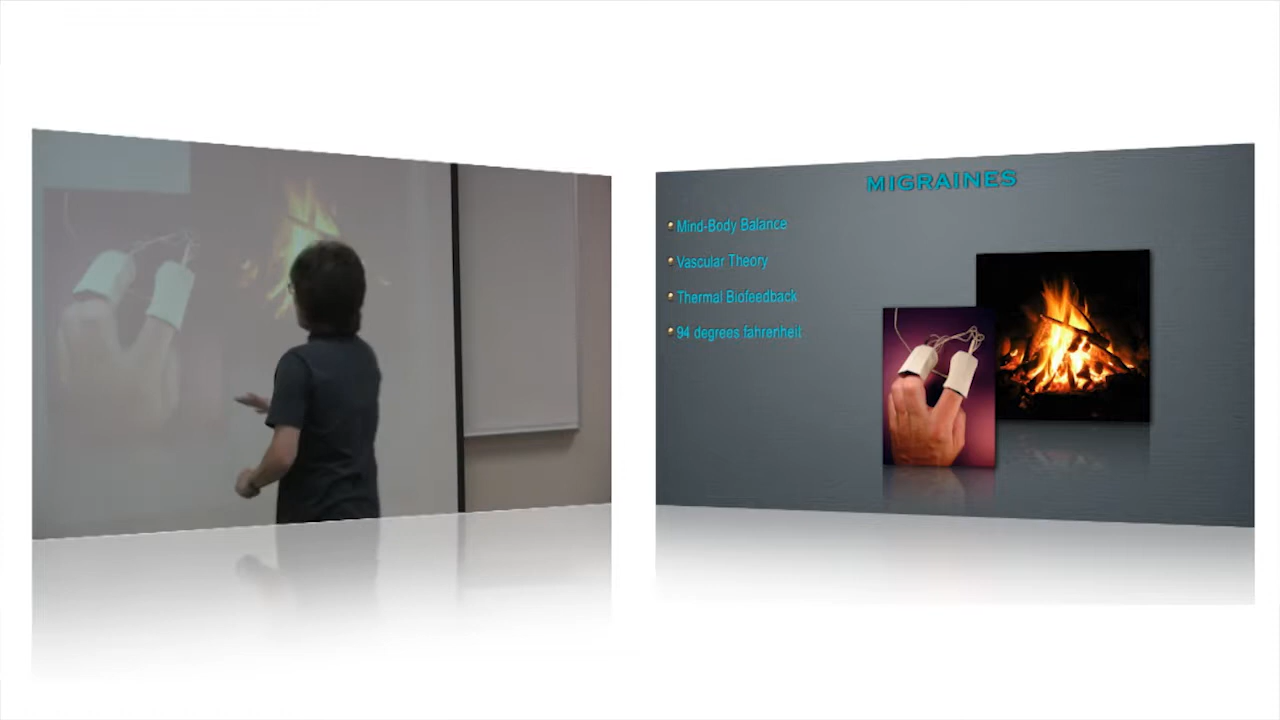 MIGRAINES
Mind-Body Balance
Vascular Theory
Thermal Biofeedback
94 degrees fahrenheit